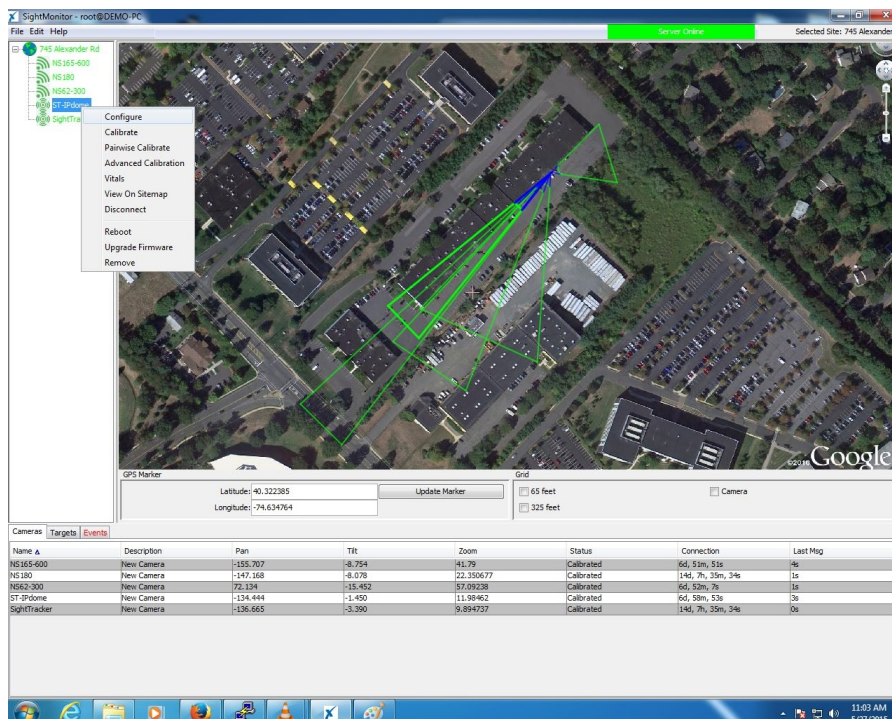 SightMonitor - root@DEMO-PC
File Edit Help
Server Online
Selected Site: 745 Alexander
745 Alexander Rd
NS165-600
NS180
NS62-300
ST-IPdome
SightTra
Configure
Calibrate
Pairwise Calibrate
Advanced Calibration
Vitals
View On Sitemap
Disconnect
Reboot
Upgrade Firmware
Remove
©2016 Google
GPS Marker
Latitude: 40.322385
Update Marker
Longitude: -74.634764
Grid
65 feet
Camera
325 feet
Cameras Targets Events
Name Description Pan Tilt Zoom Status Connection Last Msg
NS165-600 New Camera -155.707 -8.754 41.79 Calibrated 6d, 51m, 51s 4s
NS180 New Camera -147.168 -8.078 22.350677 Calibrated 14d, 7h, 35m, 34s 1s
NS62-300 New Camera 72.134 -15.452 57.09238 Calibrated 6d, 52m, 7s 1s
ST-IPdome New Camera -134.444 -1.450 11.98462 Calibrated 6d, 58m, 53s 3s
SightTracker New Camera -136.665 -3.390 9.894737 Calibrated 14d, 7h, 35m, 34s 0s
11:03 AM